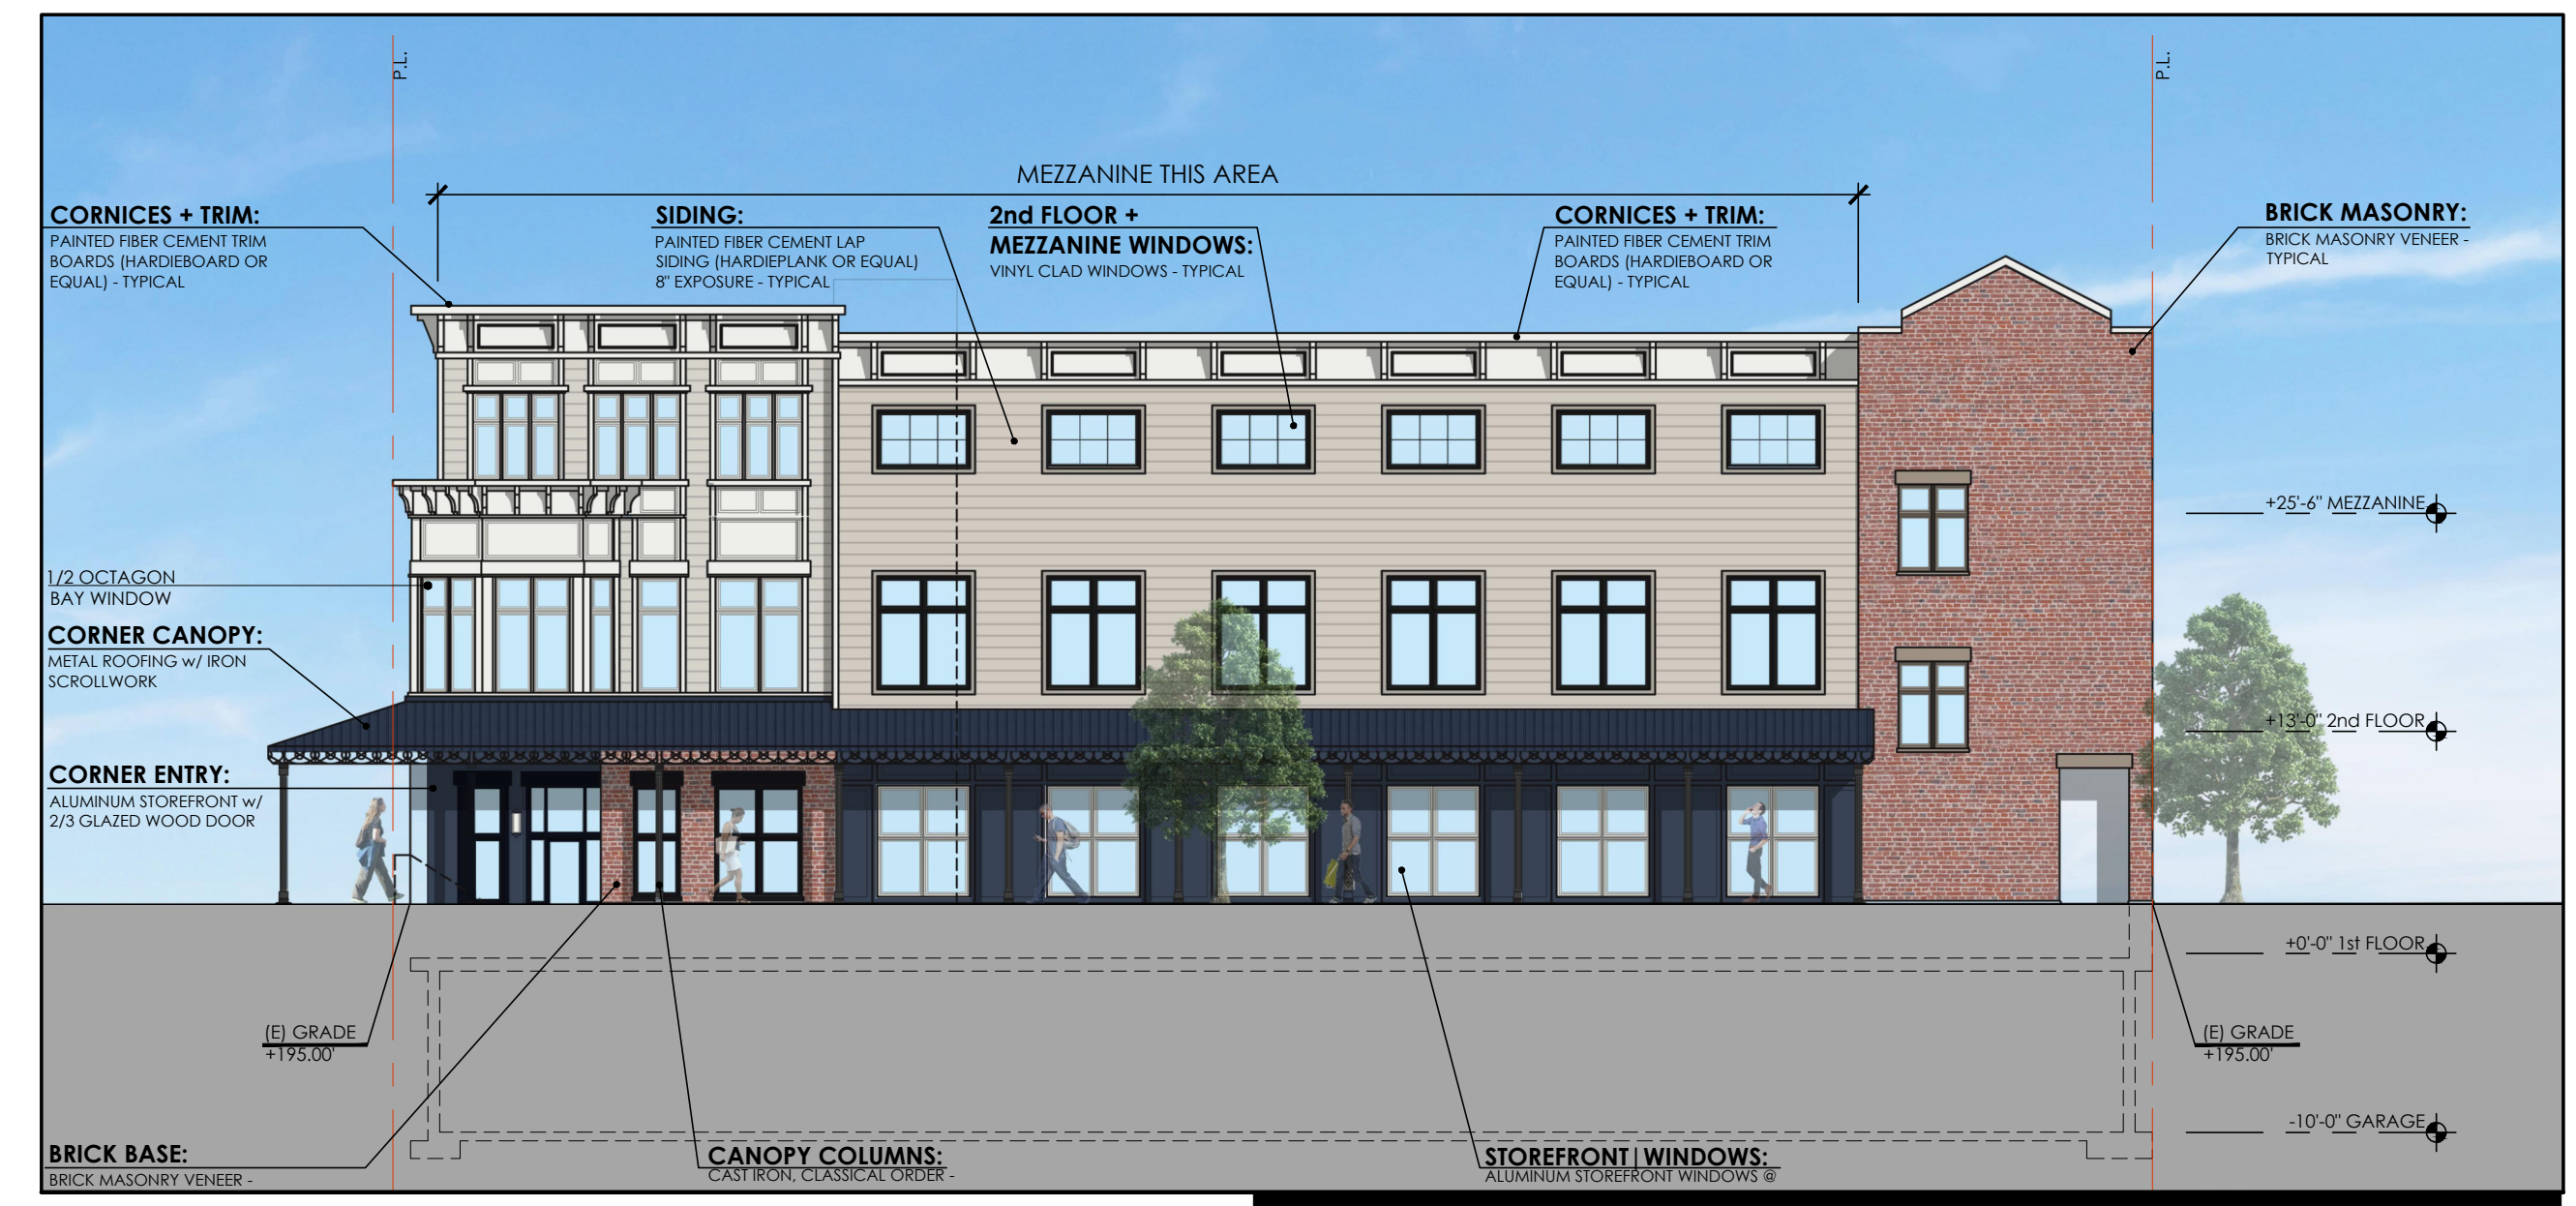 P.L.
P.L.
MEZZANINE THIS AREA
CORNICES + TRIM:
PAINTED FIBER CEMENT TRIM
BOARDS (HARDIEBOARD OR
EQUAL) - TYPICAL
SIDING:
PAINTED FIBER CEMENT LAP
SIDING (HARDIEPLANK OR EQUAL)
8" EXPOSURE - TYPICAL
2nd FLOOR +
MEZZANINE WINDOWS:
VINYL CLAD WINDOWS - TYPICAL
CORNICES + TRIM:
PAINTED FIBER CEMENT TRIM
BOARDS (HARDIEBOARD OR
EQUAL) - TYPICAL
BRICK MASONRY:
BRICK MASONRY VENEER -
TYPICAL
+25'-6" MEZZANINE
1/2 OCTAGON
BAY WINDOW
CORNER CANOPY:
METAL ROOFING w/ IRON
SCROLLWORK
+13'-0" 2nd FLOOR
CORNER ENTRY:
ALUMINUM STOREFRONT w/
2/3 GLAZED WOOD DOOR
+0'-0" 1st FLOOR
(E) GRADE
+195.00'
(E) GRADE
+195.00'
-10'-0" GARAGE
BRICK BASE:
BRICK MASONRY VENEER -
CANOPY COLUMNS:
CAST IRON, CLASSICAL ORDER -
STOREFRONT|WINDOWS:
ALUMINUM STOREFRONT WINDOWS @